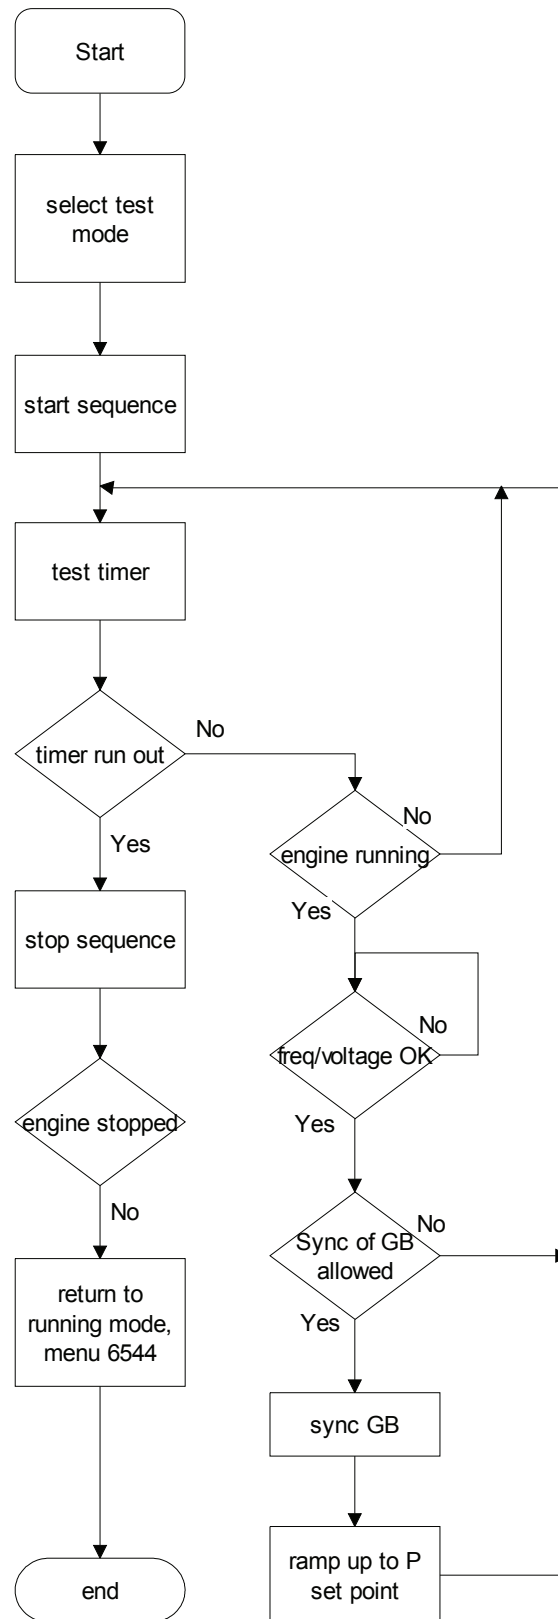 Start
select test
mode
start sequence
test timer
timer run out
No
Yes
engine running
No
Yes
stop sequence
freq/voltage OK
No
Yes
engine stopped
No
Sync of GB
allowed
No
Yes
return to
running mode,
menu 6544
sync GB
ramp up to P
set point
end